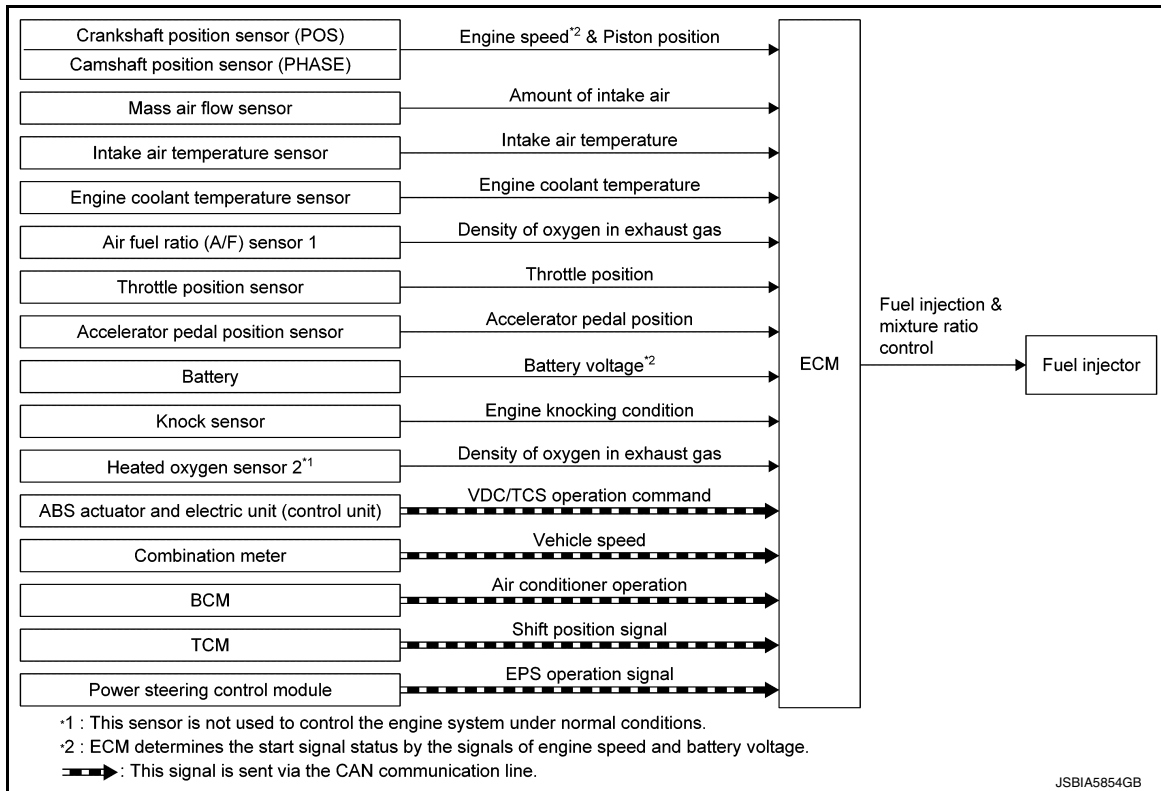 Crankshaft position sensor (POS)
Engine speed*2 & Piston position
Camshaft position sensor (PHASE)
Mass air flow sensor
Amount of intake air
Intake air temperature sensor
Intake air temperature
Engine coolant temperature sensor
Engine coolant temperature
Air fuel ratio (A/F) sensor 1
Density of oxygen in exhaust gas
Throttle position sensor
Throttle position
Accelerator pedal position sensor
Accelerator pedal position
Battery
Battery voltage*2
Knock sensor
Engine knocking condition
Heated oxygen sensor 2*1
Density of oxygen in exhaust gas
ABS actuator and electric unit (control unit)
VDC/TCS operation command
Combination meter
Vehicle speed
BCM
Air conditioner operation
TCM
Shift position signal
Power steering control module
EPS operation signal
ECM
Fuel injection &
mixture ratio
control
Fuel injector
*1 : This sensor is not used to control the engine system under normal conditions.
*2 : ECM determines the start signal status by the signals of engine speed and battery voltage.
: This signal is sent via the CAN communication line.
JSBIA5854GB